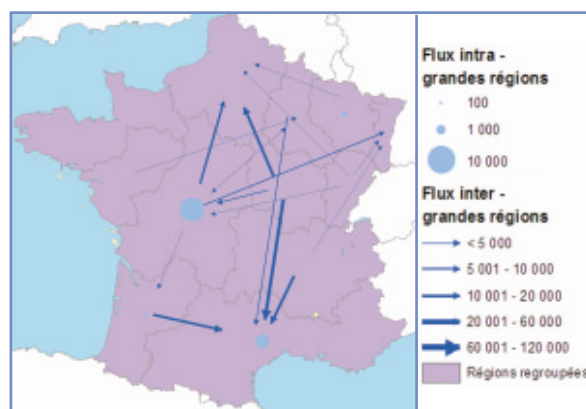 Flux intra -
grandes régions
100
1 000
10 000
Flux inter -
grandes régions
< 5 000
5 001 - 10 000
10 001 - 20 000
20 001 - 60 000
60 001 - 120 000
Régions regroupées